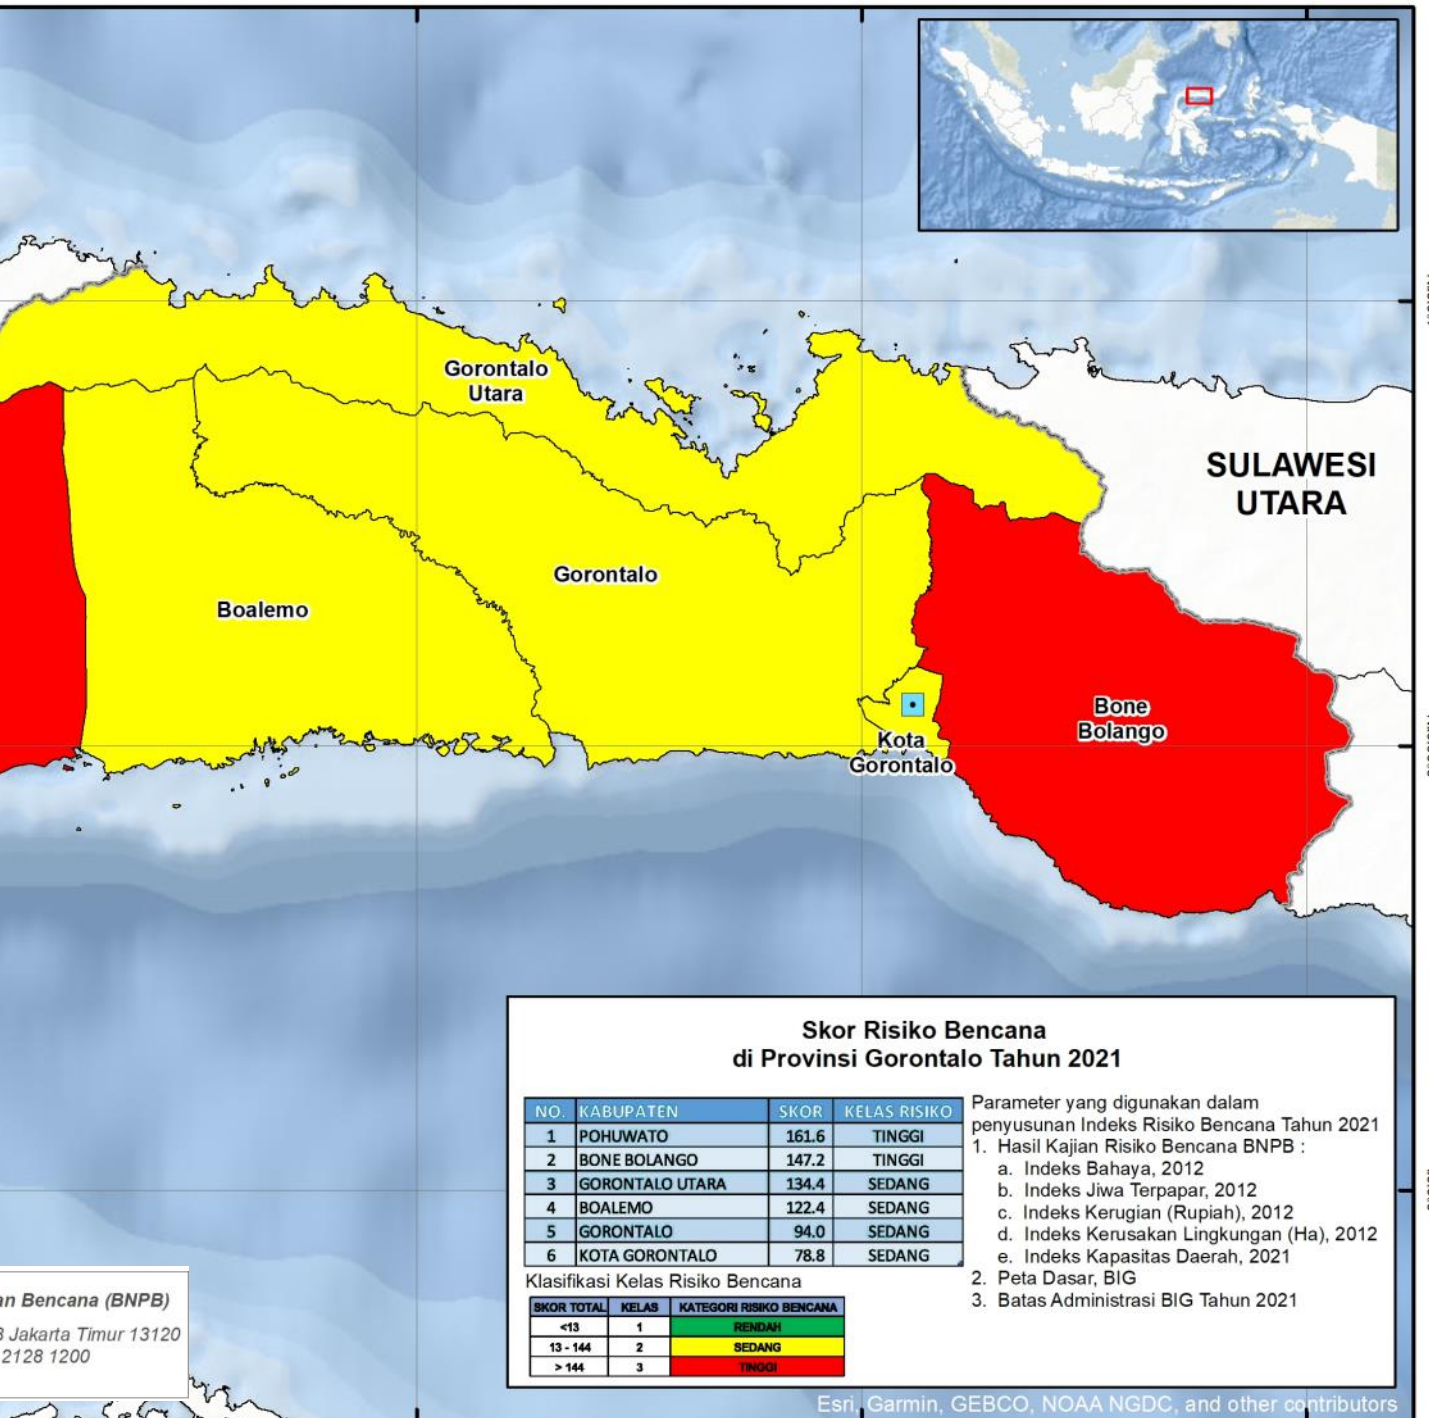 Gorontalo
Utara
SULAWESI
UTARA
Gorontalo
Boalemo
Bone
Bolango
Kota
Gorontalo
Skor Risiko Bencana
di Provinsi Gorontalo Tahun 2021
NO. KABUPATEN SKOR KELAS RISIKO
1 POHUWATO 161.6 TINGGI
2 BONE BOLANGO 147.2 TINGGI
3 GORONTALO UTARA 134.4 SEDANG
4 BOALEMO 122.4 SEDANG
5 GORONTALO 94.0 SEDANG
6 KOTA GORONTALO 78.8 SEDANG
Klasifikasi Kelas Risiko Bencana
SKOR TOTAL KELAS KATEGORI RISIKO BENCANA
<13 1 RENDAH
13 - 144 2 SEDANG
> 144 3 TINGGI
Parameter yang digunakan dalam
penyusunan Indeks Risiko Bencana Tahun 2021
1. Hasil Kajian Risiko Bencana BNPB :
a. Indeks Bahaya, 2012
b. Indeks Jiwa Terpapar, 2012
c. Indeks Kerugian (Rupiah), 2012
d. Indeks Kerusakan Lingkungan (Ha), 2012
e. Indeks Kapasitas Daerah, 2021
2. Peta Dasar, BIG
3. Batas Administrasi BIG Tahun 2021
Bencana (BNPB)
Jakarta Timur 13120
2128 1200
Esri, Garmin, GEBCO, NOAA NGDC, and other contributors